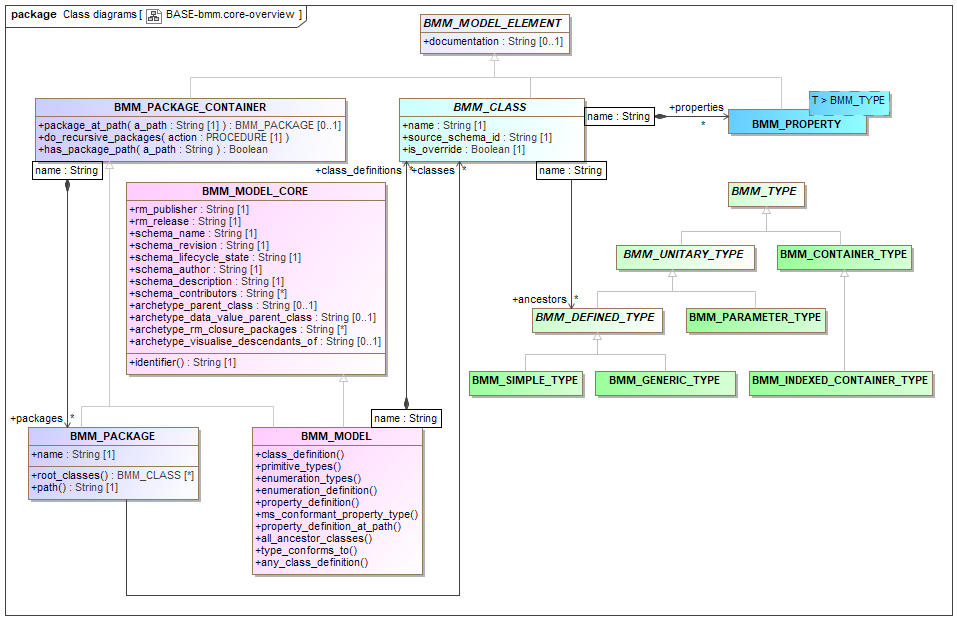 package Class diagrams [ BASE-bmm.core-overview ]
BMM_MODEL_ELEMENT
+documentation : String [0..1]
BMM_PACKAGE_CONTAINER
+package_at_path( a_path : String [1] ) : BMM_PACKAGE [0..1]
+do_recursive_packages( action : PROCEDURE [1] )
+has_package_path( a_path : String ) : Boolean
name : String
BMM_CLASS
+name : String [1]
+source_schema_id : String [1]
+is_override : Boolean [1]
name : String
+properties
*
T > BMM_TYPE
BMM_PROPERTY
+class_definitions
*
+classes
*
name : String
BMM_MODEL_CORE
+rm_publisher : String [1]
+rm_release : String [1]
+schema_name : String [1]
+schema_revision : String [1]
+schema_lifecycle_state : String [1]
+schema_author : String [1]
+schema_description : String [1]
+schema_contributors : String [*]
+archetype_parent_class : String [0..1]
+archetype_data_value_parent_class : String [0..1]
+archetype_rm_closure_packages : String [*]
+archetype_visualise_descendants_of : String [0..1]
+identifier() : String [1]
BMM_TYPE
BMM_UNITARY_TYPE
BMM_CONTAINER_TYPE
+ancestors
*
BMM_DEFINED_TYPE
BMM_PARAMETER_TYPE
BMM_SIMPLE_TYPE
BMM_GENERIC_TYPE
BMM_INDEXED_CONTAINER_TYPE
+packages
*
name : String
BMM_PACKAGE
+name : String [1]
+root_classes() : BMM_CLASS [*]
+path() : String [1]
BMM_MODEL
+class_definition()
+primitive_types()
+enumeration_types()
+enumeration_definition()
+property_definition()
+ms_conformant_property_type()
+property_definition_at_path()
+all_ancestor_classes()
+type_conforms_to()
+any_class_definition()